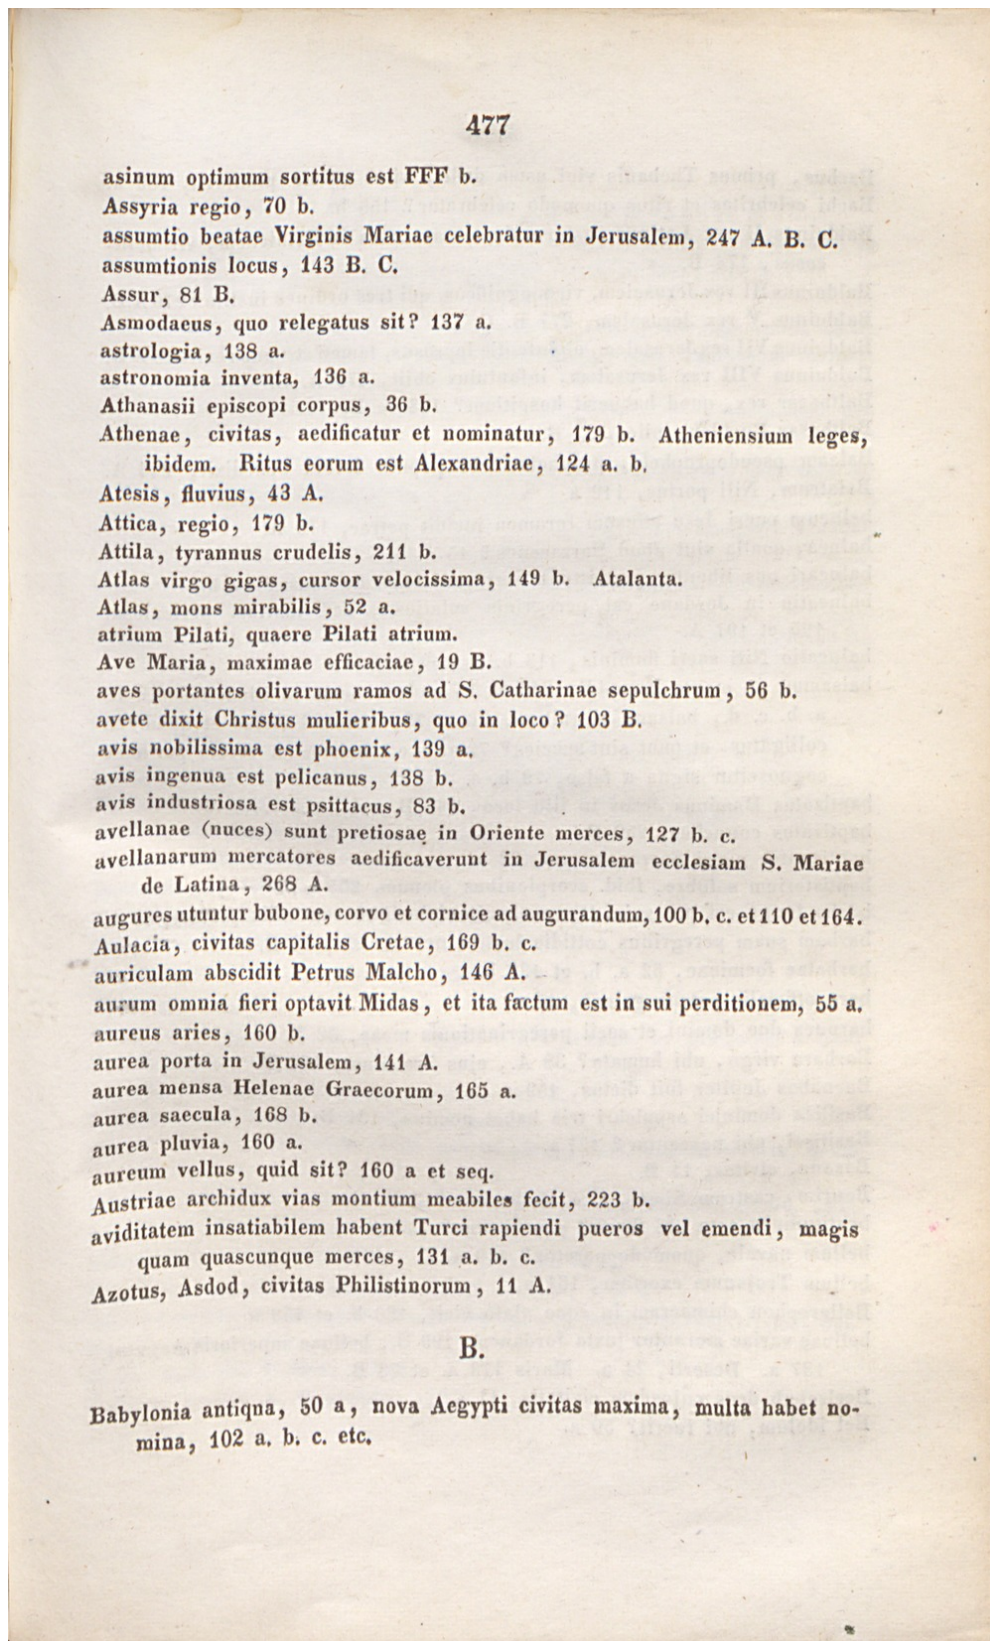 477
asinum optimum sortitus est FFF b.
Assyria regio, 70 b.
assumtio beatae Virginis Mariae celebratur in Jerusalem, 247 A. B. C.
assumtionis locus, 143 B. C.
Assur, 81 B.
Asmodaeus, quo relegatus sit? 137 a.
astrologia, 138 a.
astronomia inventa, 136 a.
Athanasii episcopi corpus, 36 b.
Athenae, civitas, aedificatur et nominatur, 179 b. Atheniensium leges,
ibidem. Ritus eorum est Alexandriae, 124 a. b.
Atesis, fluvius, 43 A.
Attica, regio, 179 b.
Attila, tyrannus crudelis, 211 b.
Atlas virgo gigas, cursor velocissima, 149 b. Atalanta.
Atlas, mons mirabilis, 52 a.
atrium Pilati, quaere Pilati atrium.
Ave Maria, maximae efficaciae, 19 B.
aves portantes olivarum ramos ad S. Catharinae sepulchrum, 56 b.
avete dixit Christus mulieribus, quo in loco? 103 B.
avis nobilissima est phoenix, 139 a.
avis ingenua est pelicanus, 138 b.
avis industriosa est psittacus, 83 b.
avellanae (nuces) sunt pretiosae in Oriente merces, 127 b. c.
avellanarum mercatores aedificaverunt in Jerusalem ecclesiam S. Mariae
de Latina, 268 A.
augures utuntur bubone, corvo et cornice ad augurandum, 100 b. c. et 110 et 164.
Aulacia, civitas capitalis Cretae, 169 b. c.
auriculam abscidit Petrus Malcho, 146 A.
aurum omnia fieri optavit Midas, et ita factum est in sui perditionem, 55 a.
aureus aries, 160 b.
aurea porta in Jerusalem, 141 A.
aurea mensa Helenae Graecorum, 165 a.
aurea saecula, 168 b.
aurea pluvia, 160 a.
aureum vellus, quid sit? 160 a et seq.
Austriae archidux vias montium meabiles fecit, 223 b.
aviditatem insatiabilem habent Turci rapiendi pueros vel emendi, magis
quam quascunque merces, 131 a. b. c.
Azotus, Asdod, civitas Philistinorum, 11 A.
B.
Babylonia antiqna, 50 a, nova Aegypti civitas maxima, multa habet no-
mina, 102 a. b. c. etc.